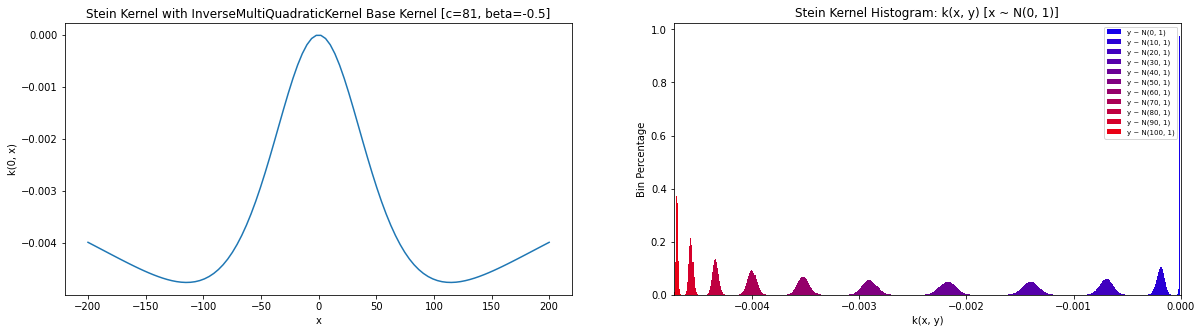 Stein Kernel with InverseMultiQuadraticKernel Base Kernel [c=81, beta=-0.5]
0.000
−0.001
−0.002
−0.003
−0.004
k(0, x)
−200
−150
−100
−50
0
50
100
150
200
x
Stein Kernel Histogram: k(x, y) [x ~ N(0, 1)]
1.0
0.8
0.6
0.4
0.2
0.0
Bin Percentage
y ~ N(0, 1)
y ~ N(10, 1)
y ~ N(20, 1)
y ~ N(30, 1)
y ~ N(40, 1)
y ~ N(50, 1)
y ~ N(60, 1)
y ~ N(70, 1)
y ~ N(80, 1)
y ~ N(90, 1)
y ~ N(100, 1)
−0.004
−0.003
−0.002
−0.001
0.000
k(x, y)